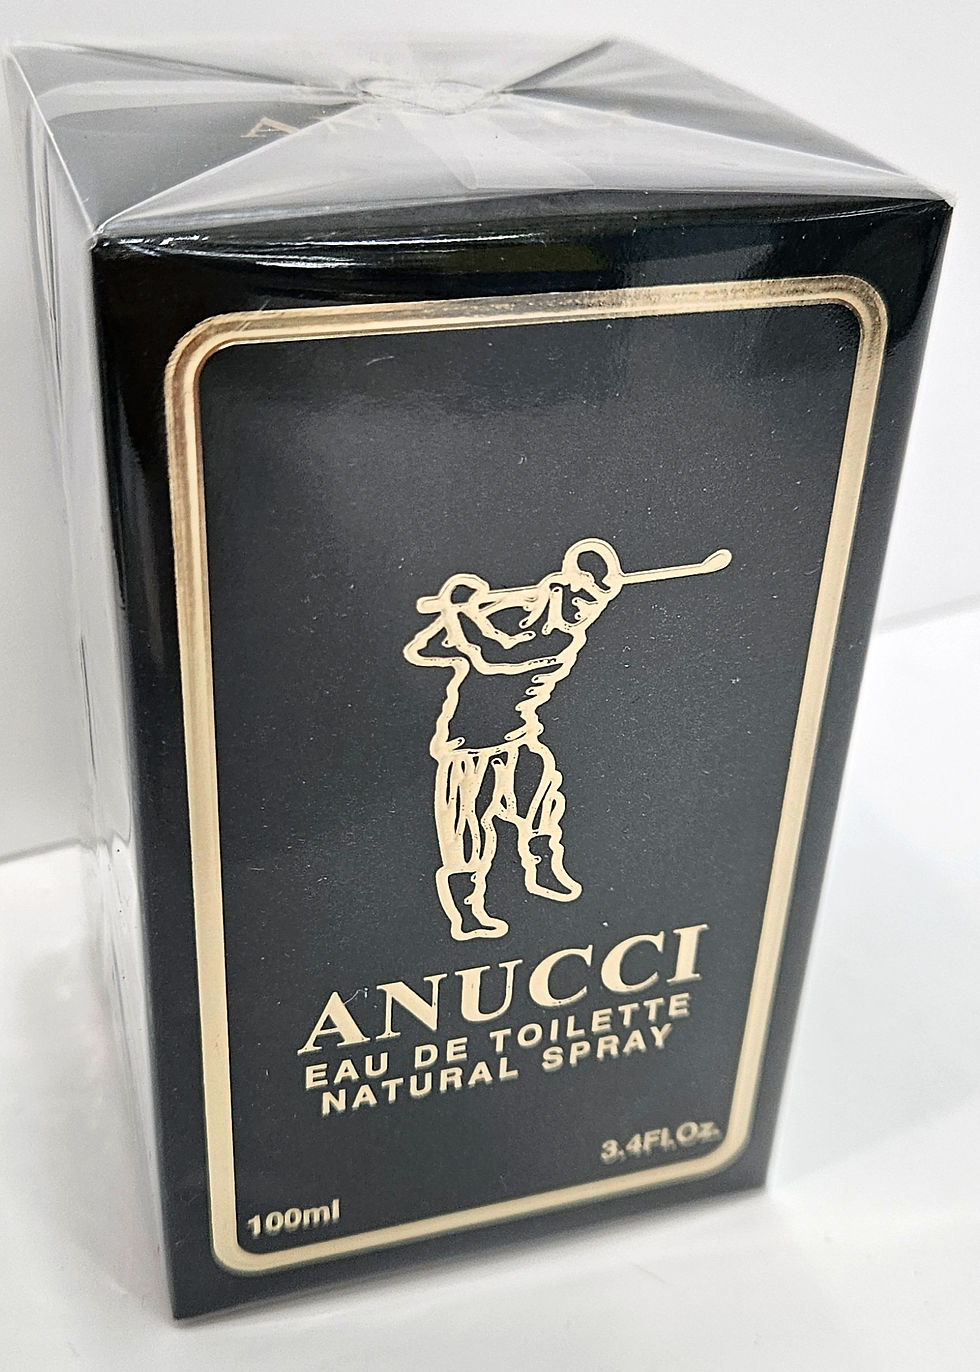 ANUCCI
EAU DE TOILETTE
NATURAL SPRAY
3.4Fl.Oz.
100ml